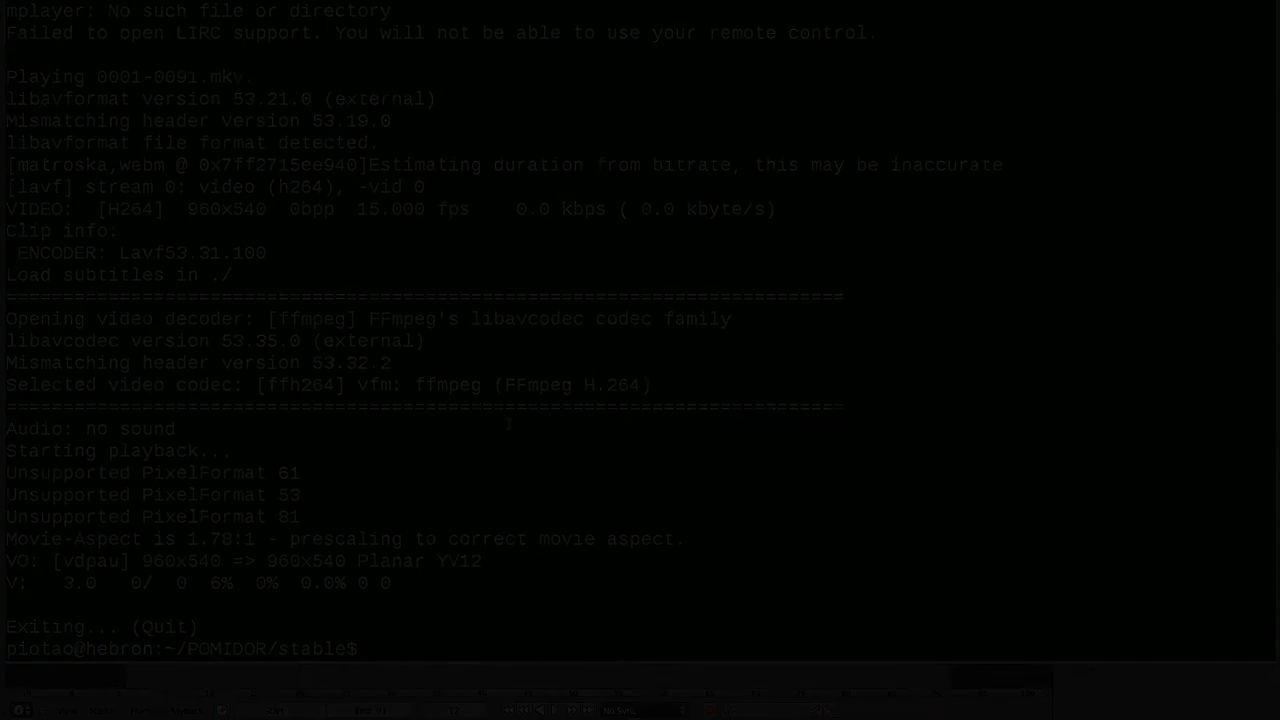 mplayer: No such file or directory
Failed to open LIRC support. You will not be able to use your remote control.
Playing 0001-0091.mkv.
libavformat version 53.21.0 (external)
Mismatching header version 53.19.0
libavformat file format detected.
[matroska,webm @ 0x7ff2715ee940]Estimating duration from bitrate, this may be inaccurate
[lavf] stream 0: video (h264), -vid 0
VIDEO:  [H264]  960x540  0bpp  15.000 fps    0.0 kbps ( 0.0 kbyte/s)
Clip info:
 ENCODER: Lavf53.31.100
Load subtitles in ./
==========================================================================
Opening video decoder: [ffmpeg] FFmpeg's libavcodec codec family
libavcodec version 53.35.0 (external)
Mismatching header version 53.32.2
Selected video codec: [ffh264] vfm: ffmpeg (FFmpeg H.264)
==========================================================================
Audio: no sound
Starting playback...
Unsupported PixelFormat 61
Unsupported PixelFormat 53
Unsupported PixelFormat 81
Movie-Aspect is 1.78:1 - prescaling to correct movie aspect.
VO: [vdpau] 960x540 => 960x540 Planar YV12
V:   3.0   0/  0  6%  0%  0.0% 0 0
Exiting... (Quit)
piotao@hebron:~/POMIDOR/stable$
View No Sync